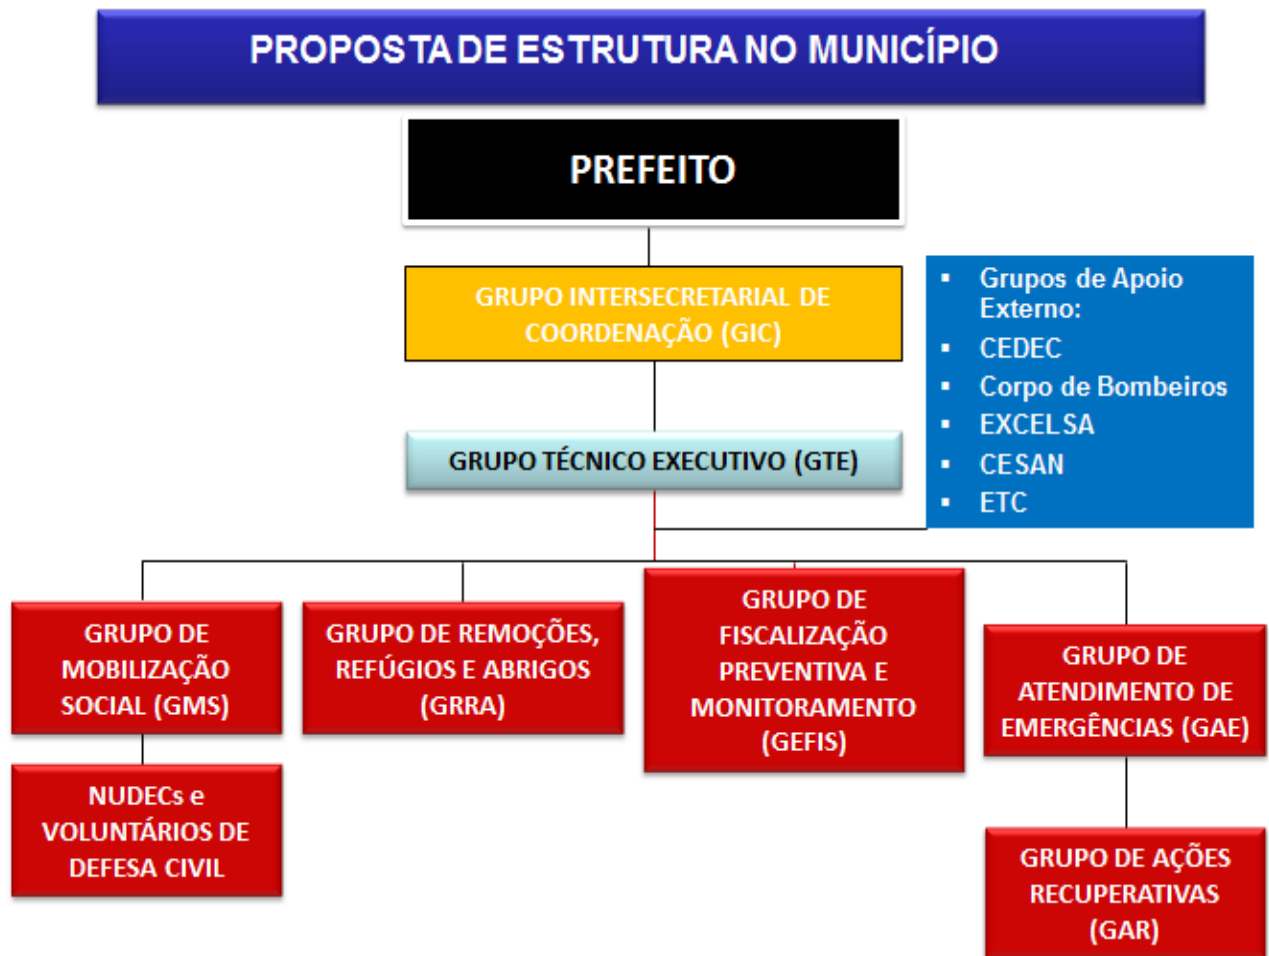 PROPOSTA DE ESTRUTURA NO MUNICÍPIO
PREFEITO
GRUPO INTERSECRETARIAL DE
COORDENAÇÃO (GIC)
▪ Grupos de Apoio
Externo:
▪ CEDEC
▪ Corpo de Bombeiros
▪ EXCELSA
▪ CESAN
▪ ETC
GRUPO TÉCNICO EXECUTIVO (GTE)
GRUPO DE
MOBILIZAÇÃO
SOCIAL (GMS)
GRUPO DE REMOÇÕES,
REFÚGIOS E ABRIGOS
(GRRA)
GRUPO DE
FISCALIZAÇÃO
PREVENTIVA E
MONITORAMENTO
(GEFIS)
GRUPO DE
ATENDIMENTO DE
EMERGÊNCIAS (GAE)
NUDECs e
VOLUNTÁRIOS DE
DEFESA CIVIL
GRUPO DE AÇÕES
RECUPERATIVAS
(GAR)